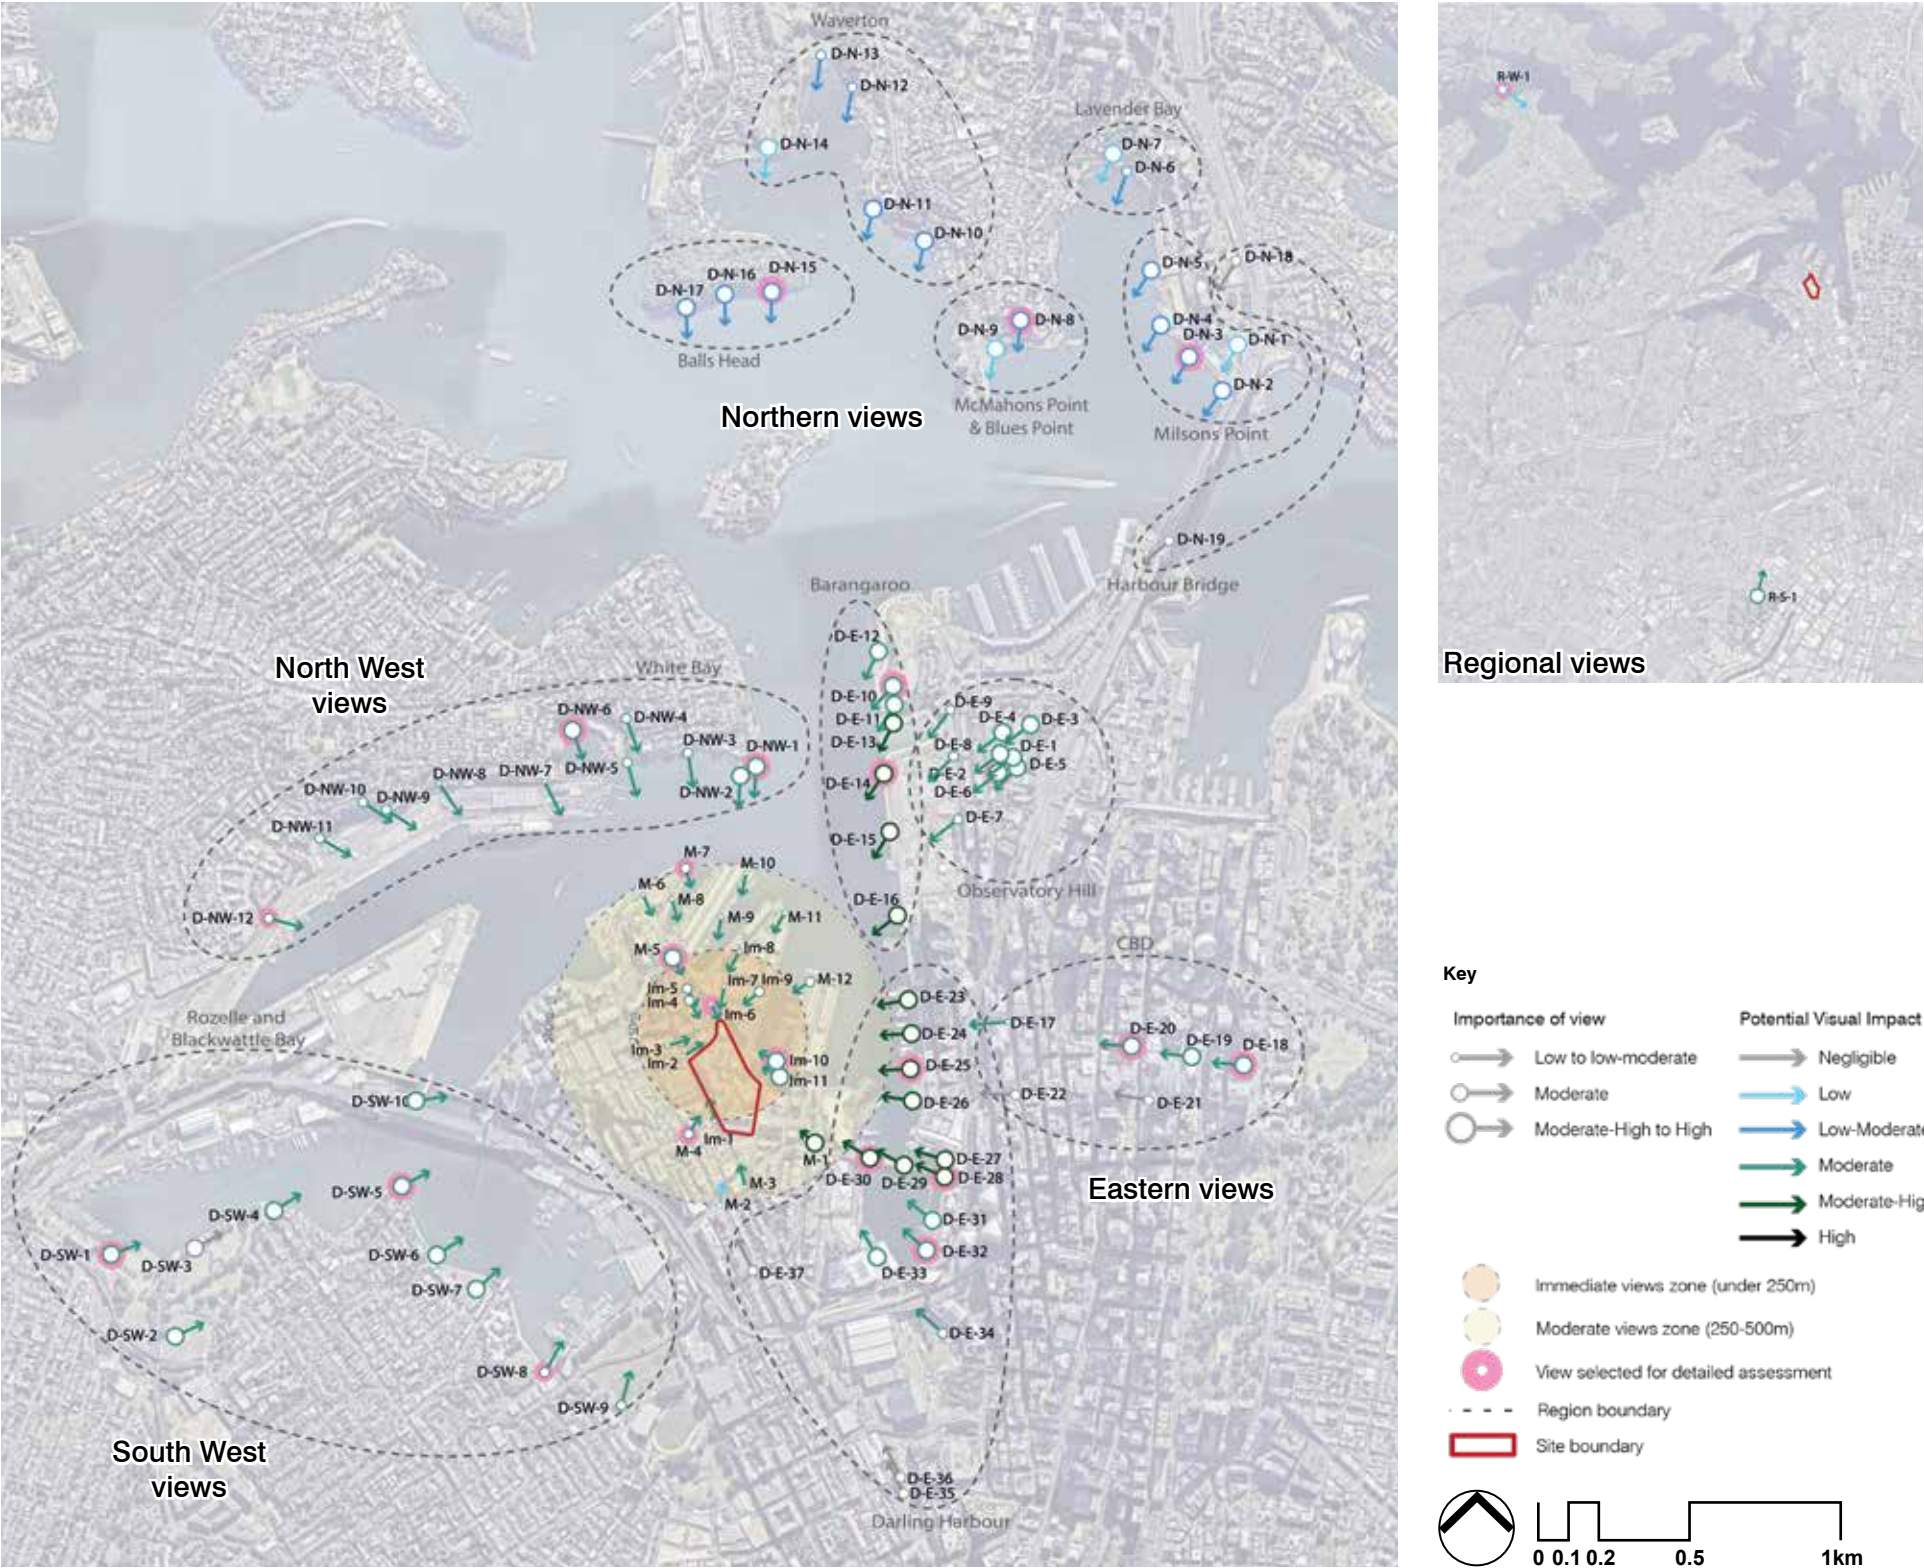 Waverton
D-N-13
D-N-12
D-N-14
D-N-11
D-N-10
Lavender Bay
D-N-7
D-N-6
D-N-5
D-N-18
D-N-4
D-N-3
D-N-1
D-N-2
Milsons Point
D-N-17
D-N-16
D-N-15
Balls Head
D-N-9
D-N-8
McMahons Point
& Blues Point
Northern views
D-N-19
Harbour Bridge
Barangaroo
D-E-12
D-E-10
D-E-11
D-E-13
D-E-14
D-E-15
D-E-16
D-E-9
D-E-4
D-E-3
D-E-8
D-E-1
D-E-2
D-E-5
D-E-6
D-E-7
Observatory Hill
North West
views
White Bay
D-NW-6
D-NW-4
D-NW-3
D-NW-1
D-NW-5
D-NW-2
D-NW-7
D-NW-8
D-NW-10
D-NW-9
D-NW-11
D-NW-12
M-7
M-10
M-6
M-8
M-9
M-11
M-5
Im-8
Im-5
Im-7
Im-9
M-12
Im-4
Im-6
Im-3
Im-2
Im-10
Im-11
Im-1
M-4
M-1
M-3
M-2
CBD
D-E-23
D-E-24
D-E-17
D-E-25
D-E-26
D-E-20
D-E-19
D-E-18
D-E-22
D-E-21
D-E-27
D-E-28
D-E-29
D-E-30
D-E-31
D-E-32
D-E-33
D-E-37
D-E-34
D-E-36
D-E-35
Darling Harbour
Eastern views
Rozelle and
Blackwattle Bay
D-SW-10
D-SW-5
D-SW-4
D-SW-1
D-SW-3
D-SW-6
D-SW-7
D-SW-2
D-SW-8
D-SW-9
South West
views
R-W-1
R-S-1
Regional views
Key
Importance of view
Low to low-moderate
Moderate
Moderate-High to High
Potential Visual Impact
Negligible
Low
Low-Moderate
Moderate
Moderate-Hig
High
Immediate views zone (under 250m)
Moderate views zone (250-500m)
View selected for detailed assessment
Region boundary
Site boundary
0 0.1 0.2 0.5 1km